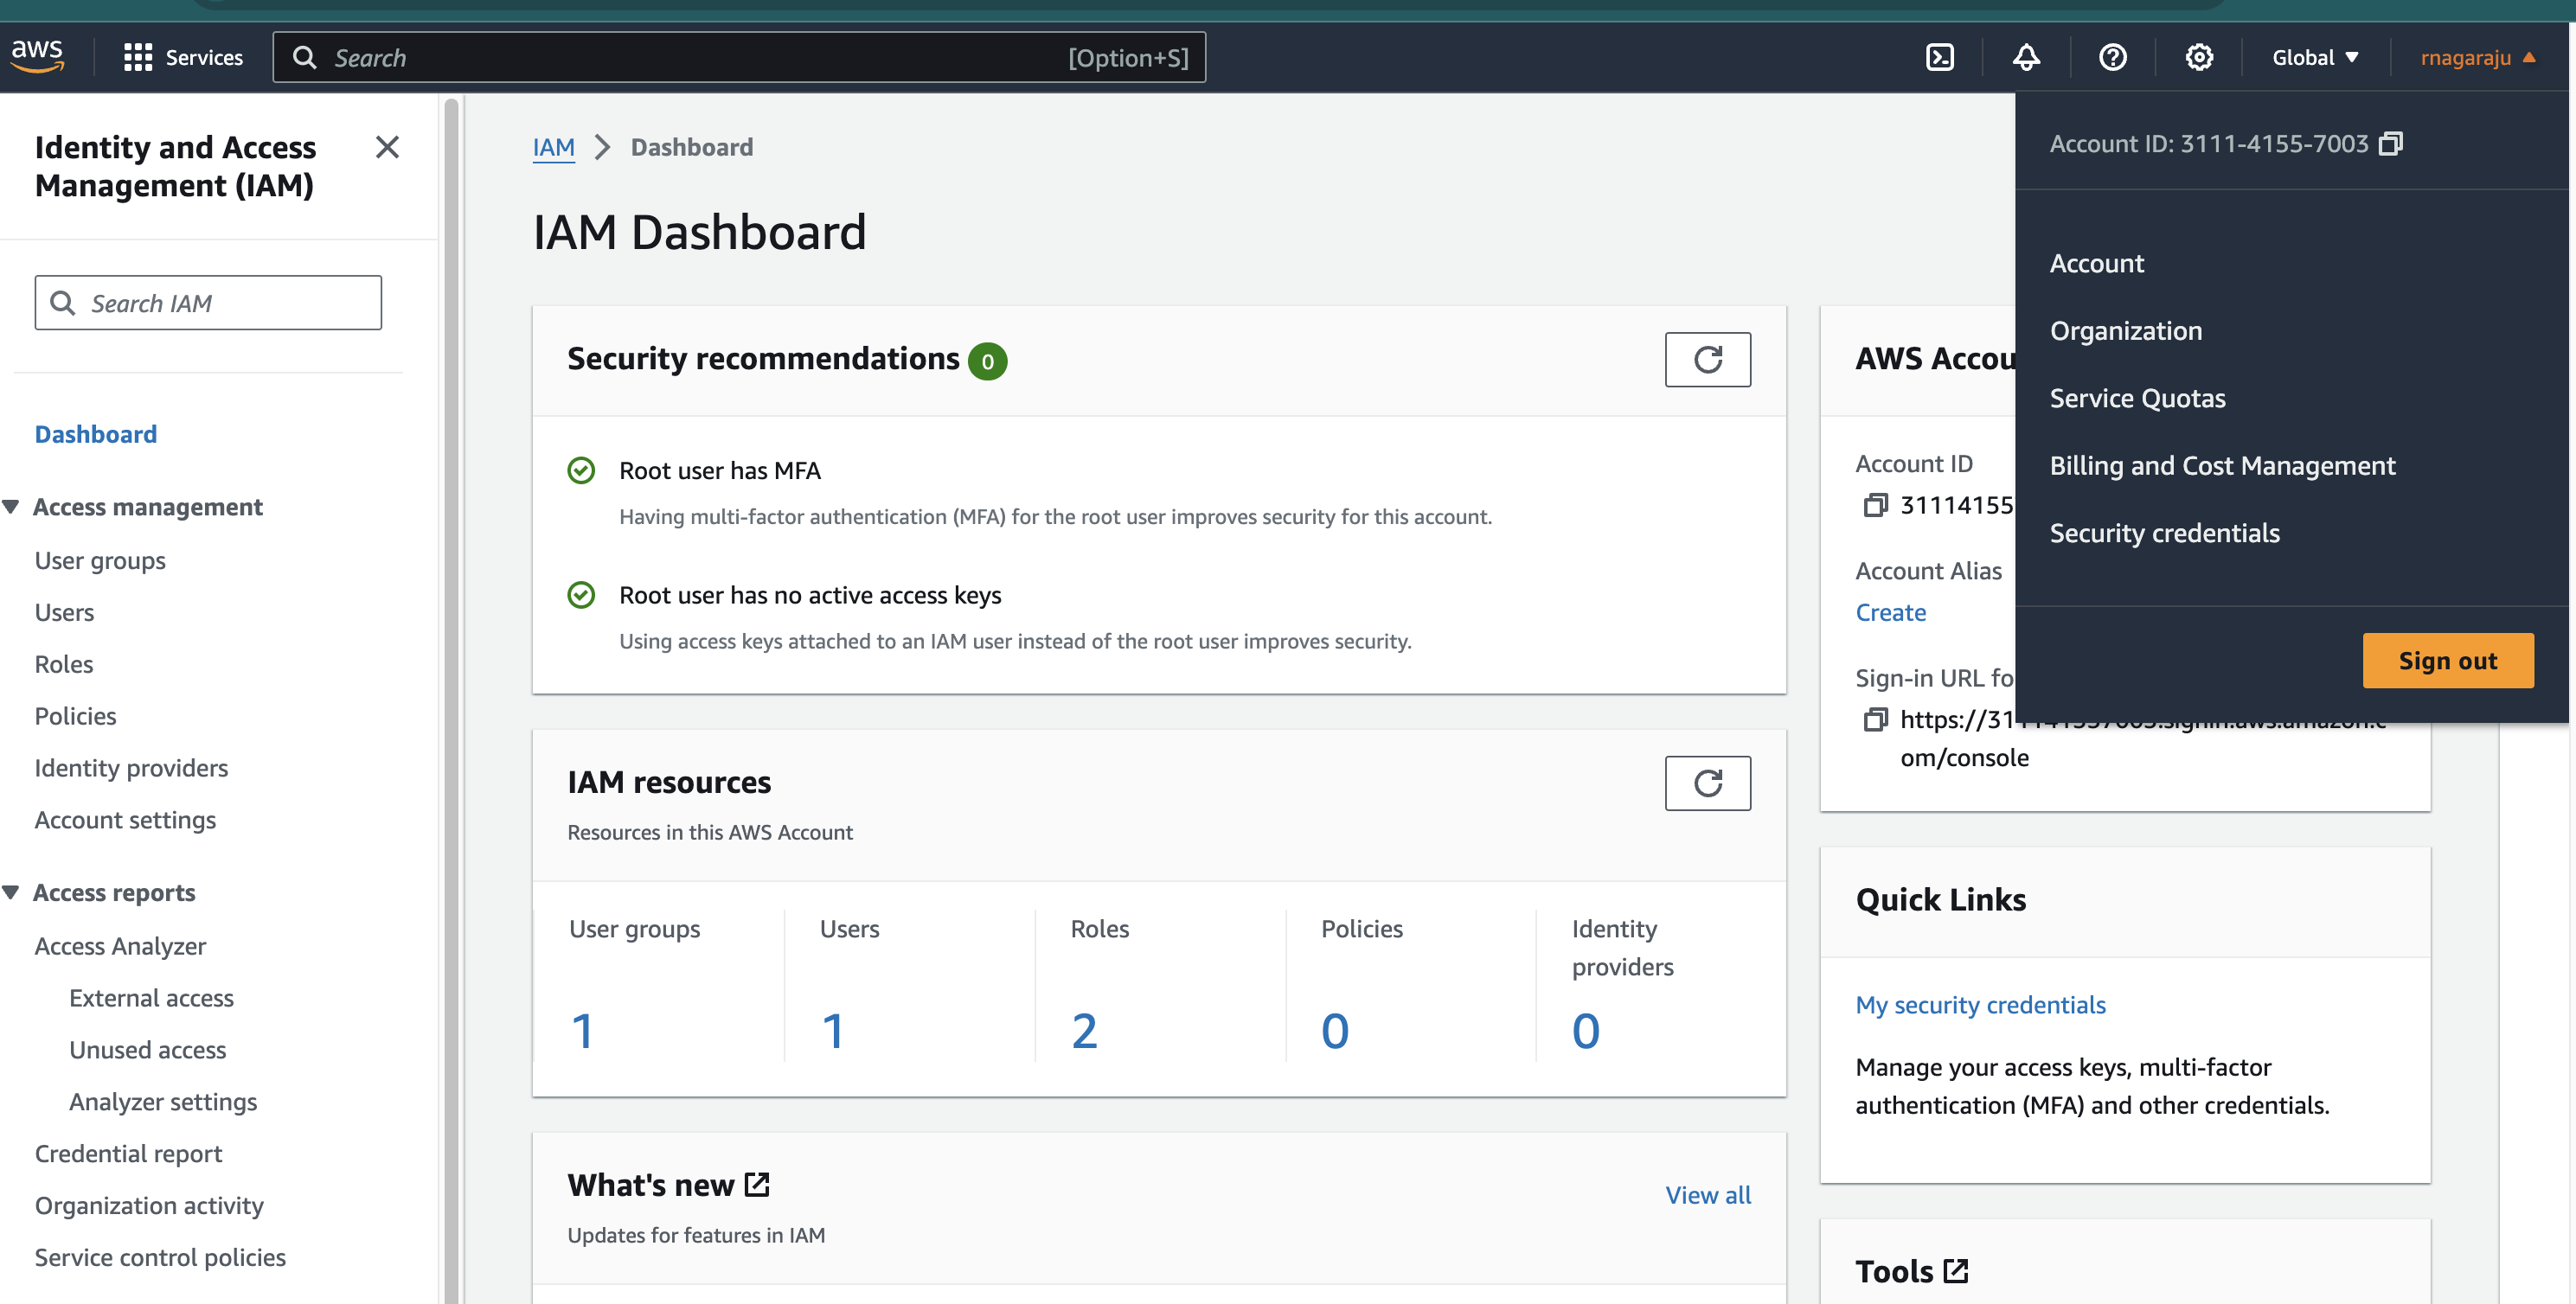 aws
Services
Search
[Option+S]
Global
rnagaraju
Identity and Access
Management (IAM)
Search IAM
Dashboard
Access management
User groups
Users
Roles
Policies
Identity providers
Account settings
Access reports
Access Analyzer
External access
Unused access
Analyzer settings
Credential report
Organization activity
Service control policies
IAM
Dashboard
IAM Dashboard
Security recommendations 0
Root user has MFA
Having multi-factor authentication (MFA) for the root user improves security for this account.
Root user has no active access keys
Using access keys attached to an IAM user instead of the root user improves security.
IAM resources
Resources in this AWS Account
User groups
1
Users
1
Roles
2
Policies
0
Identity
providers
0
What's new
View all
Updates for features in IAM
AWS Accou
Account ID
31114155
Account Alias
Create
Sign-in URL fo
https://311141557003.signin.aws.amazon.c
om/console
Quick Links
My security credentials
Manage your access keys, multi-factor
authentication (MFA) and other credentials.
Tools
Account ID: 3111-4155-7003
Account
Organization
Service Quotas
Billing and Cost Management
Security credentials
Sign out